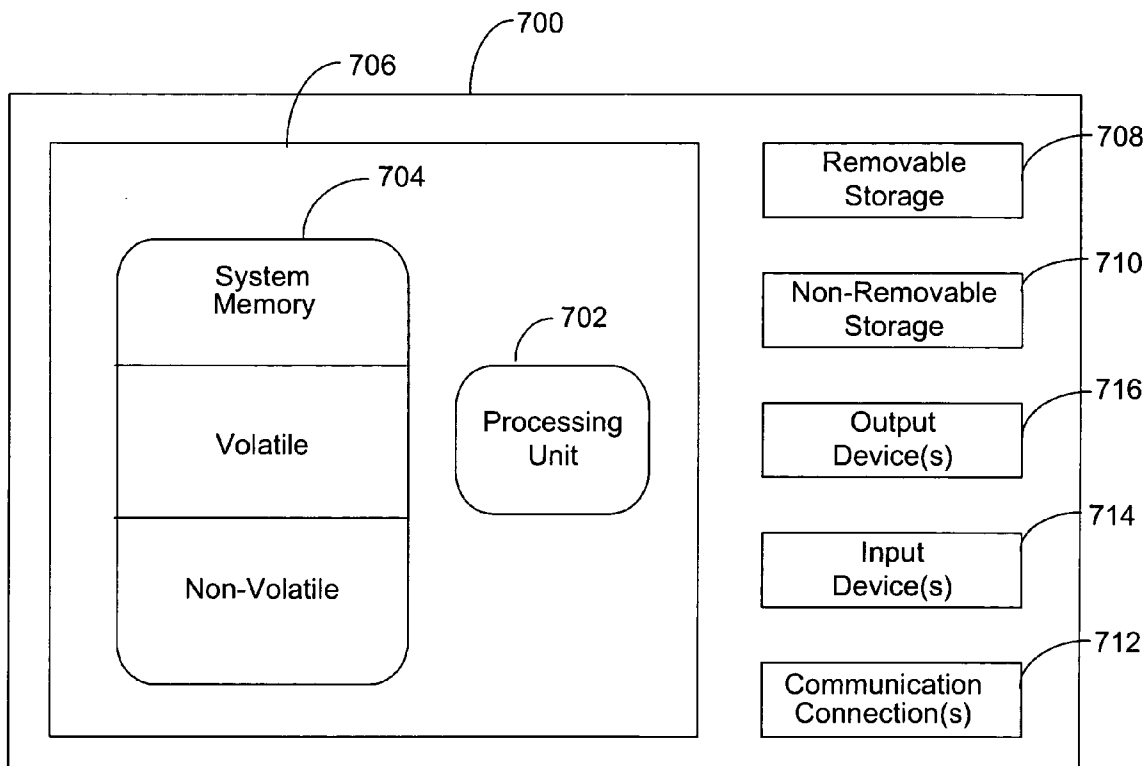 700
706
708
Removable
Storage
704
System
Memory
710
Non-Removable
Storage
702
Processing
Unit
716
Output
Device(s)
Volatile
714
Input
Device(s)
Non-Volatile
712
Communication
Connection(s)